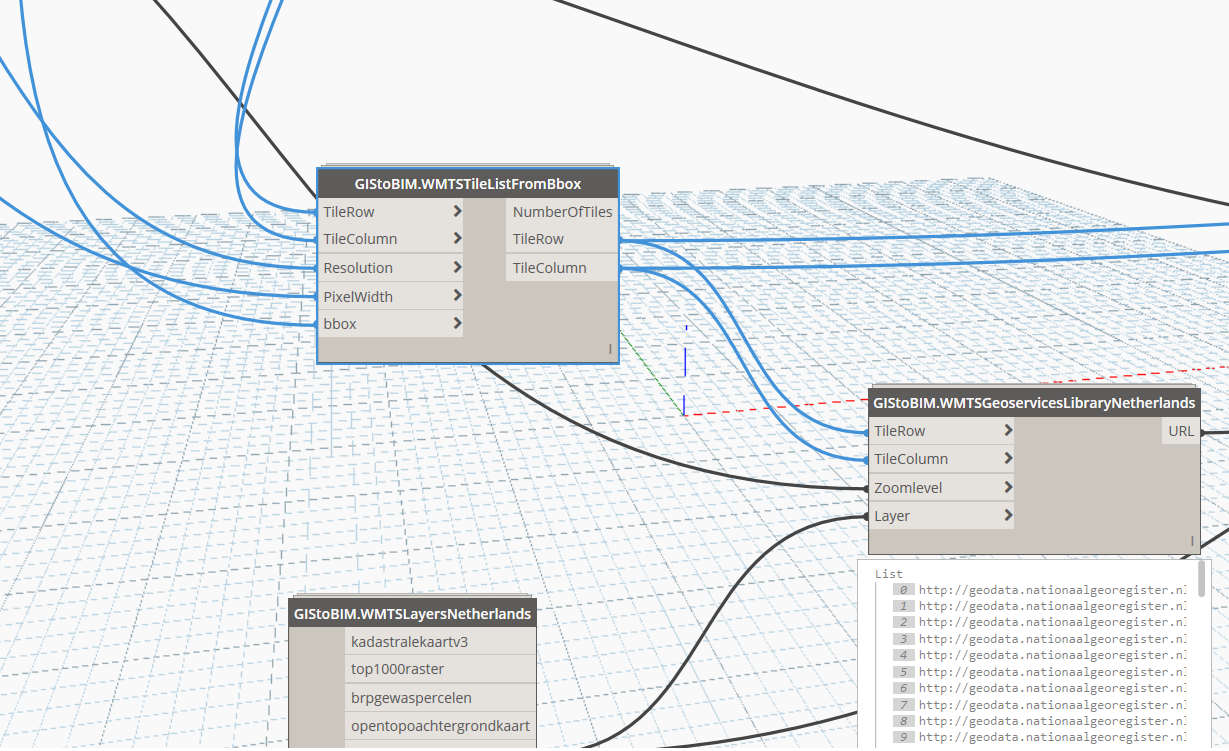 GIStoBIM.WMTSTileListFromBbox
TileRow
TileColumn
Resolution
PixelWidth
bbox
NumberOfTiles
TileRow
TileColumn
GIStoBIM.WMTSGeoservicesLibraryNetherlands
TileRow
TileColumn
Zoomlevel
Layer
URL
List
0 http://geodata.nationaalgeoregister.nl
1 http://geodata.nationaalgeoregister.nl
2 http://geodata.nationaalgeoregister.nl
3 http://geodata.nationaalgeoregister.nl
4 http://geodata.nationaalgeoregister.nl
5 http://geodata.nationaalgeoregister.nl
6 http://geodata.nationaalgeoregister.nl
7 http://geodata.nationaalgeoregister.nl
8 http://geodata.nationaalgeoregister.nl
9 http://geodata.nationaalgeoregister.nl
GIStoBIM.WMTSLayersNetherlands
kadastralekaartv3
top1000raster
brpgewaspercelen
opentopoachtergrondkaart